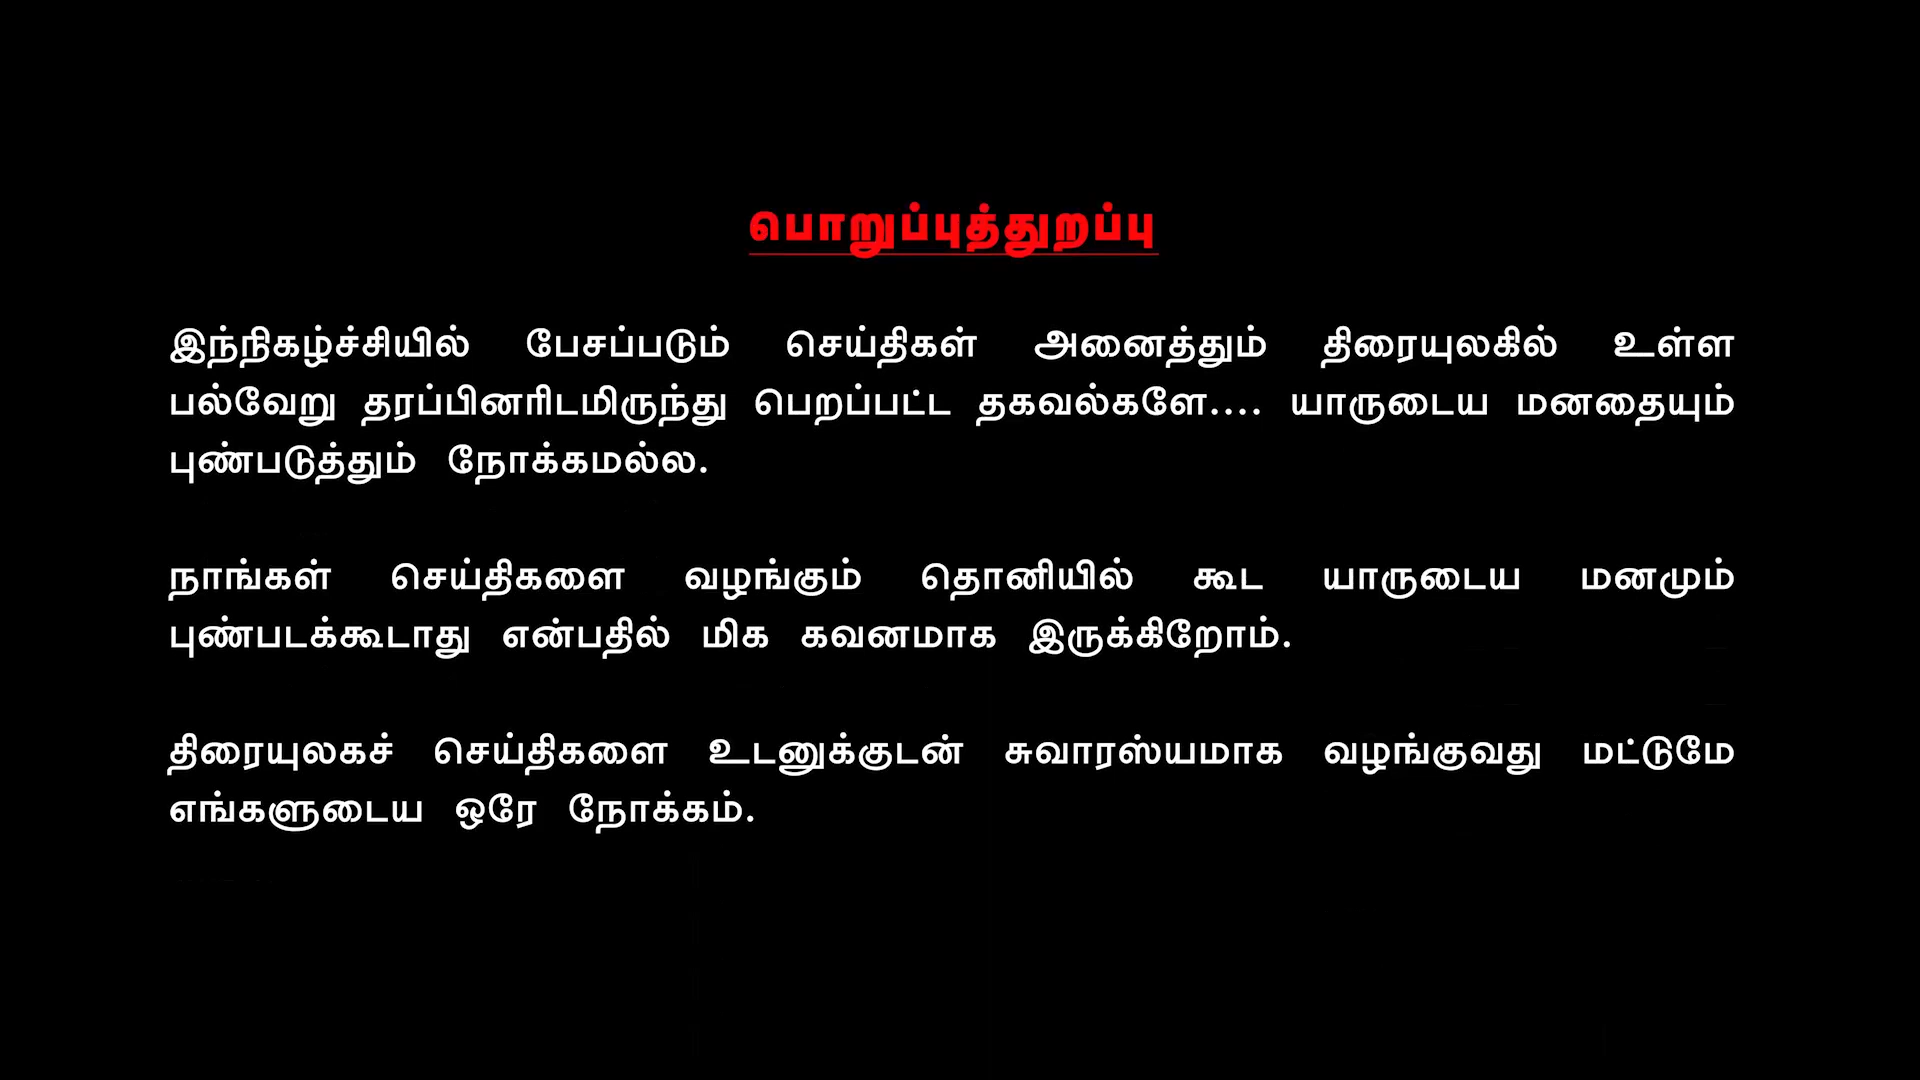 பொறுப்புத்துறப்பு
இந்நிகழ்ச்சியில் பேசப்படும் செய்திகள் அனைத்தும் திரையுலகில் உள்ள
பல்வேறு தரப்பினரிடமிருந்து பெறப்பட்ட தகவல்களே.... யாருடைய மனதையும்
புண்படுத்தும் நோக்கமல்ல.
நாங்கள் செய்திகளை வழங்கும் தொனியில் கூட யாருடைய மனமும்
புண்படக்கூடாது என்பதில் மிக கவனமாக இருக்கிறோம்.
திரையுலகச் செய்திகளை உடனுக்குடன் சுவாரஸ்யமாக வழங்குவது மட்டுமே
எங்களுடைய ஒரே நோக்கம்.